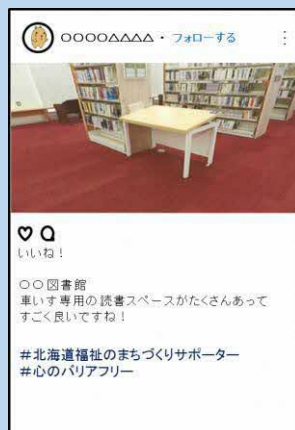 ○○○○△△△△・フォローする
いいね！
○○図書館
車いす専用の読書スペースがたくさんあって
すごく良いですね！
#北海道福祉のまちづくりサポーター
#心のバリアフリー